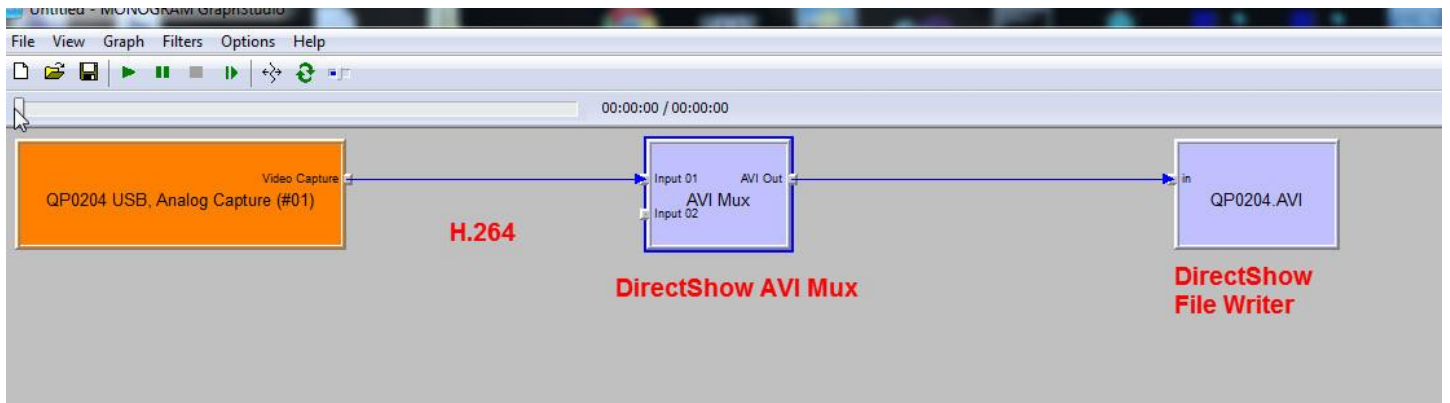 Untitled - MONOGRAM GraphStudio
File View Graph Filters Options Help
00:00:00 / 00:00:00
Video Capture
QP0204 USB, Analog Capture (#01)
H.264
Input 01 AVI Out
AVI Mux
Input 02
DirectShow AVI Mux
in
QP0204.AVI
DirectShow
File Writer